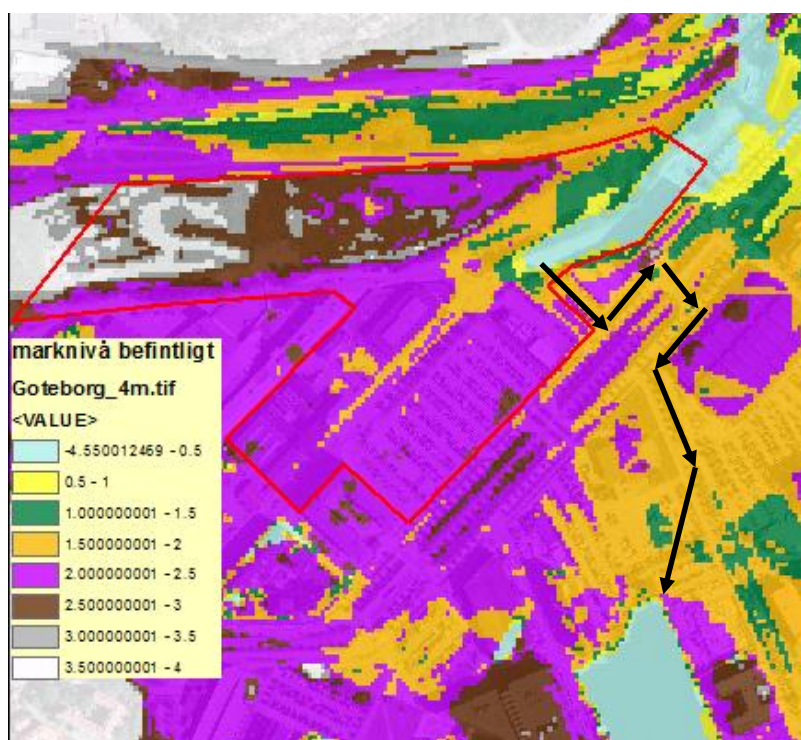 marknivå befintligt
Goteborg_4m.tif
<VALUE>
-4.550012469 - 0.5
0.5 - 1
1.000000001 - 1.5
1.500000001 - 2
2.000000001 - 2.5
2.500000001 - 3
3.000000001 - 3.5
3.500000001 - 4